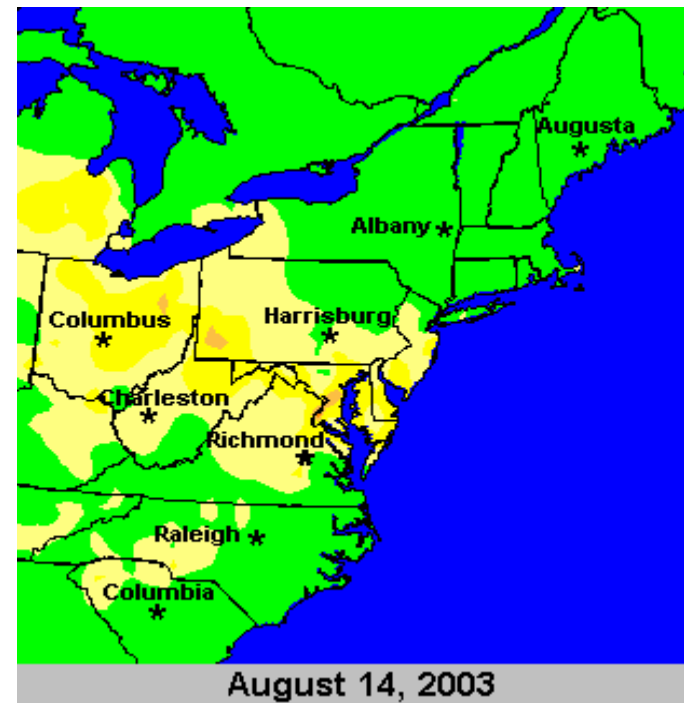 Augusta
Albany
Columbus
Harrisburg
Charleston
Richmond
Raleigh
Columbia
August 14, 2003